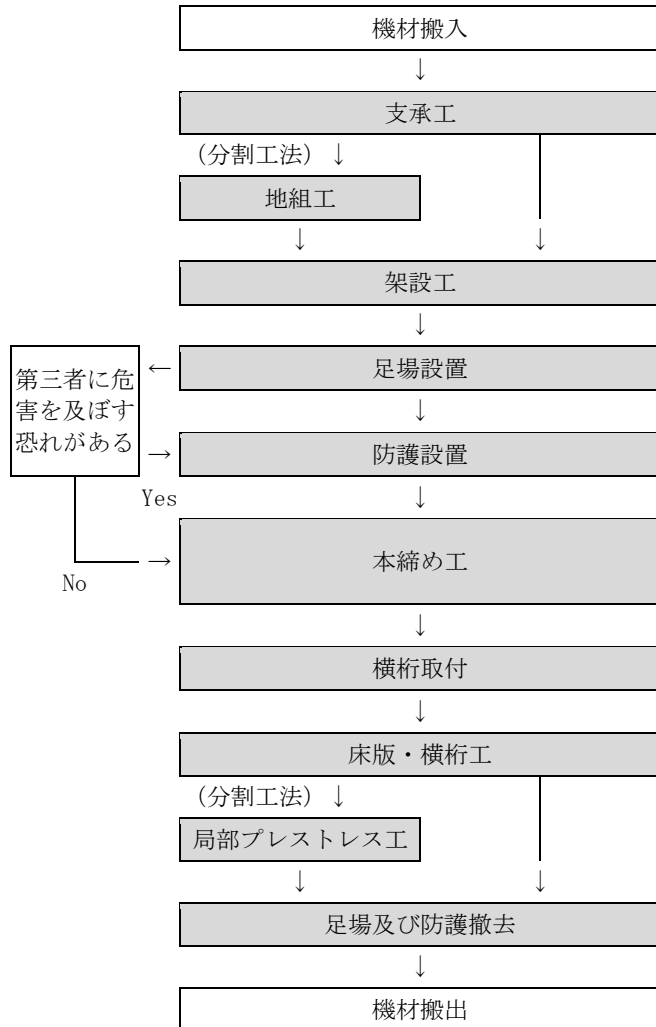 機材搬入
↓
支承工
(分割工法) ↓
地組工
↓ ↓
架設工
↓
第三者に危
害を及ぼす
恐れがある
← 足場設置
↓
→ 防護設置
Yes ↓
→ 本締め工
No
↓
横桁取付
↓
床版・横桁工
(分割工法) ↓
局部プレストレス工
↓ ↓
足場及び防護撤去
↓
機材搬出